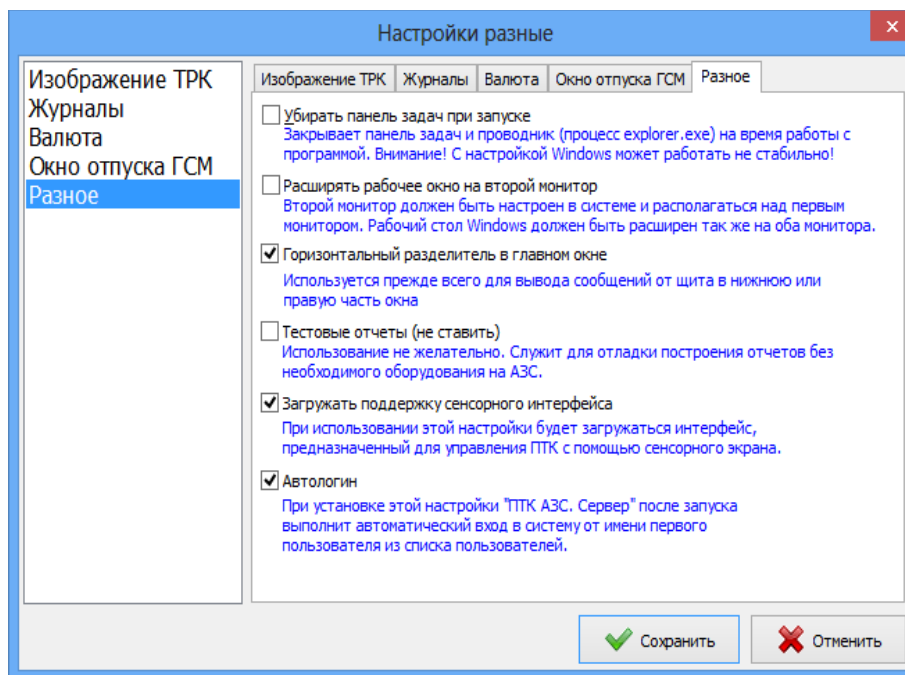 Настройки разные
Изображение ТРК
Журналы
Валюта
Окно отпуска ГСМ
Разное
Изображение ТРК Журналы Валюта Окно отпуска ГСМ Разное
Убирать панель задач при запуске
Закрывает панель задач и проводник (процесс explorer.exe) на время работы с
программой. Внимание! С настройкой Windows может работать не стабильно!
Расширять рабочее окно на второй монитор
Второй монитор должен быть настроен в системе и располагаться над первым
монитором. Рабочий стол Windows должен быть расширен так же на оба монитора.
Горизонтальный разделитель в главном окне
Используется прежде всего для вывода сообщений от щита в нижнюю или
правую часть окна
Тестовые отчеты (не ставить)
Использование не желательно. Служит для отладки построения отчетов без
необходимого оборудования на АЗС.
Загружать поддержку сенсорного интерфейса
При использовании этой настройки будет загружаться интерфейс,
предназначенный для управления ПТК с помощью сенсорного экрана.
Автологин
При установке этой настройки "ПТК АЗС. Сервер" после запуска
выполнит автоматический вход в систему от имени первого
пользователя из списка пользователей.
Сохранить
Отменить